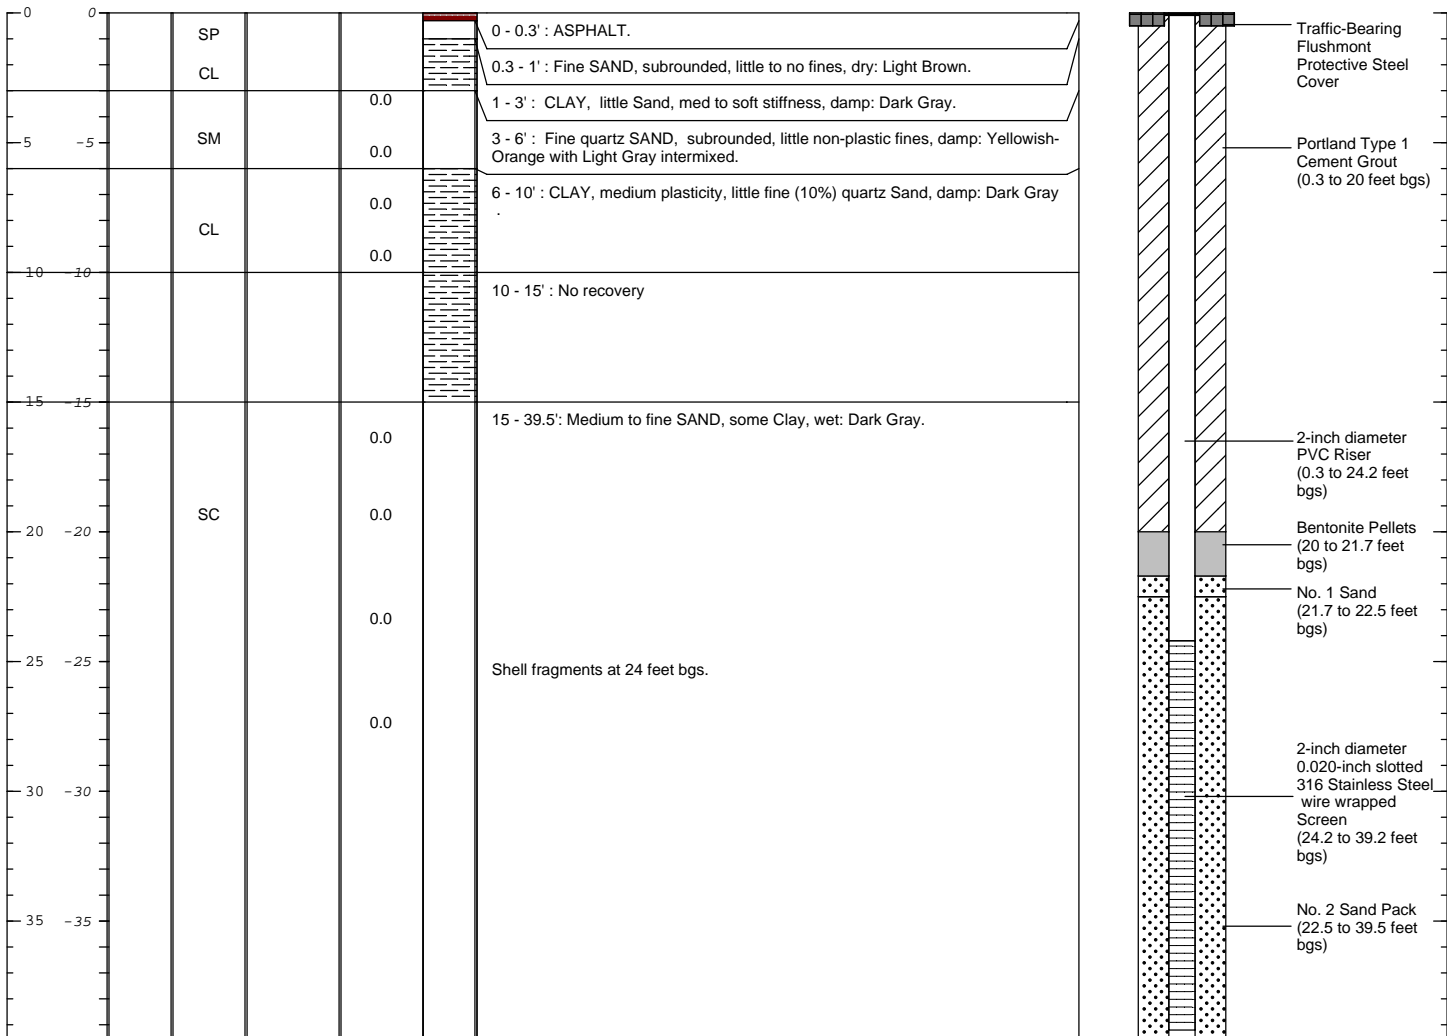 0 0
SP
0 - 0.3' : ASPHALT.
Traffic-Bearing
Flushmont
Protective Steel
Cover
CL
0.3 - 1' : Fine SAND, subrounded, little to no fines, dry: Light Brown.
0.0
1 - 3' : CLAY, little Sand, med to soft stiffness, damp: Dark Gray.
5 -5
SM
0.0
3 - 6' : Fine quartz SAND, subrounded, little non-plastic fines, damp: Yellowish-
Orange with Light Gray intermixed.
Portland Type 1
Cement Grout
(0.3 to 20 feet bgs)
0.0
6 - 10' : CLAY, medium plasticity, little fine (10%) quartz Sand, damp: Dark Gray
.
CL
0.0
10 -10
10 - 15' : No recovery
15 -15
15 - 39.5': Medium to fine SAND, some Clay, wet: Dark Gray.
0.0
2-inch diameter
PVC Riser
(0.3 to 24.2 feet
bgs)
SC
0.0
20 -20
Bentonite Pellets
(20 to 21.7 feet
bgs)
No. 1 Sand
(21.7 to 22.5 feet
bgs)
0.0
25 -25
Shell fragments at 24 feet bgs.
0.0
2-inch diameter
0.020-inch slotted
316 Stainless Steel
wire wrapped
Screen
(24.2 to 39.2 feet
bgs)
30 -30
35 -35
No. 2 Sand Pack
(22.5 to 39.5 feet
bgs)